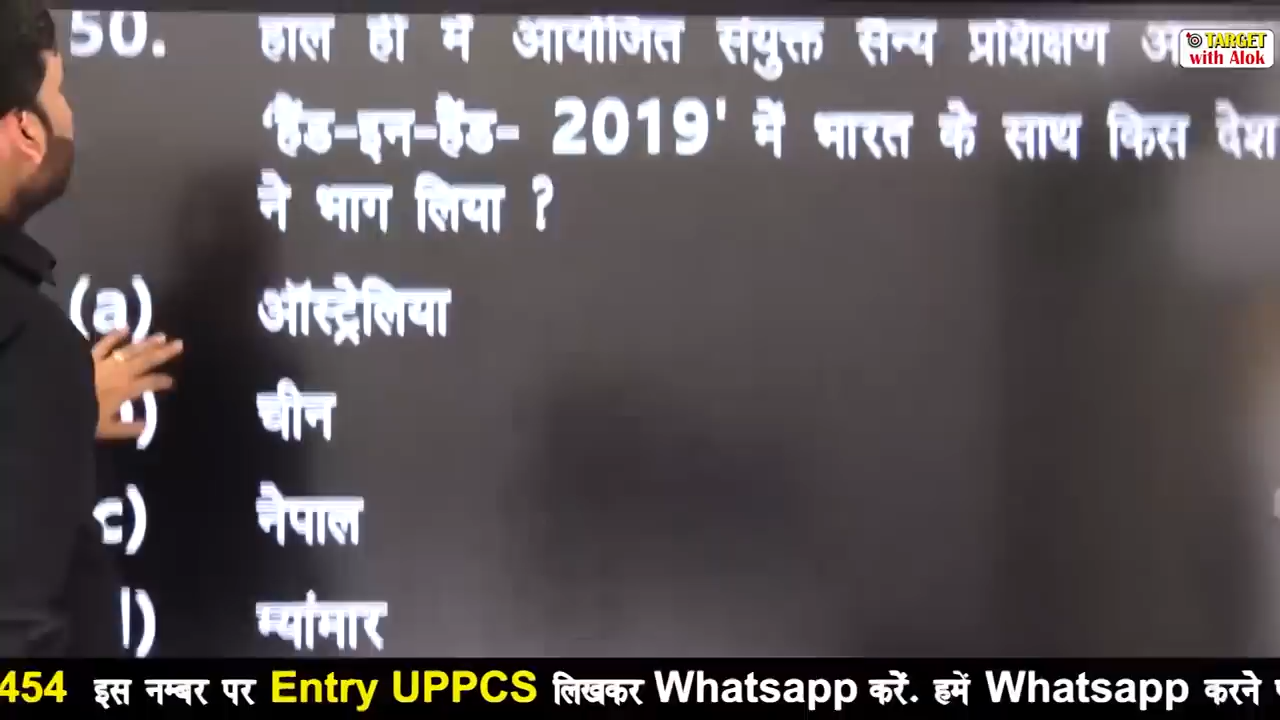 50. हाल ही में आयोजित संयुक्त सैन्य प्रशिक्षण
TARGET
with Alok
'हैंड-इन-हैंड- 2019' में भारत के साथ किस देश
ने भाग लिया ?
(a) ऑस्ट्रेलिया
चीन
c) नेपाल
म्यांमार
454 इस नम्बर पर Entry UPPCS लिखकर Whatsapp करें. हमें Whatsapp करने